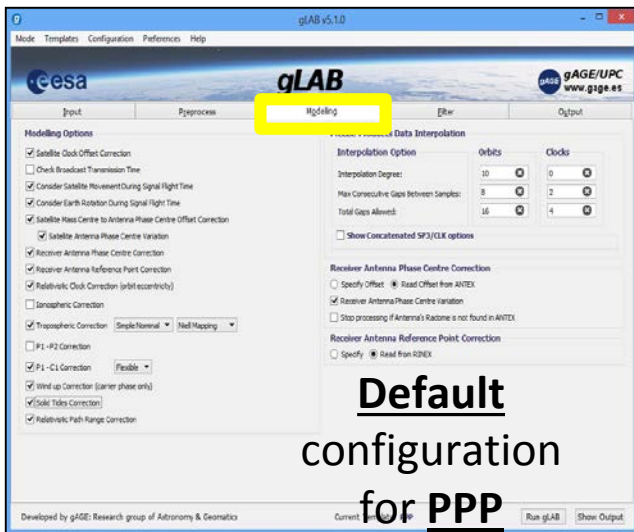 gLAB v5.1.0
Mode Templates Configuration Preferences Help
esa
gLAB
gAGE
gAGE/UPC
www.gage.es
Input Preprocess Modeling Filter Output
Modelling Options
Satellite Clock Offset Correction
Check Broadcast Transmission Time
Consider Satellite Movement During Signal Flight Time
Consider Earth Rotation During Signal Flight Time
Satellite Mass Centre to Antenna Phase Centre Offset Correction
Satellite Antenna Phase Centre Variation
Receiver Antenna Phase Centre Correction
Receiver Antenna Reference Point Correction
Relativistic Clock Correction (orbit eccentricity)
Ionospheric Correction
Tropospheric Correction Simple Nominal Niell Mapping
P1 - P2 Correction
P1 - C1 Correction Flexible
Wind up Correction (carrier phase only)
Solid Tides Correction
Relativistic Path Range Correction
Precise Products Data Interpolation
Interpolation Option Orbits Clocks
Interpolation Degree: 10 0
Max Consecutive Gaps Between Samples: 8 2
Total Gaps Allowed: 16 4
Show Concatenated SP3/CLK options
Receiver Antenna Phase Centre Correction
Specify Offset Read Offset from ANTEX
Receiver Antenna Phase Centre Variation
Stop processing if Antenna's Radome is not found in ANTEX
Receiver Antenna Reference Point Correction
Specify Read from RINEX
Default
configuration
for PPP
Developed by gAGE: Research group of Astronomy & Geomatics Current Run gLAB Show Output